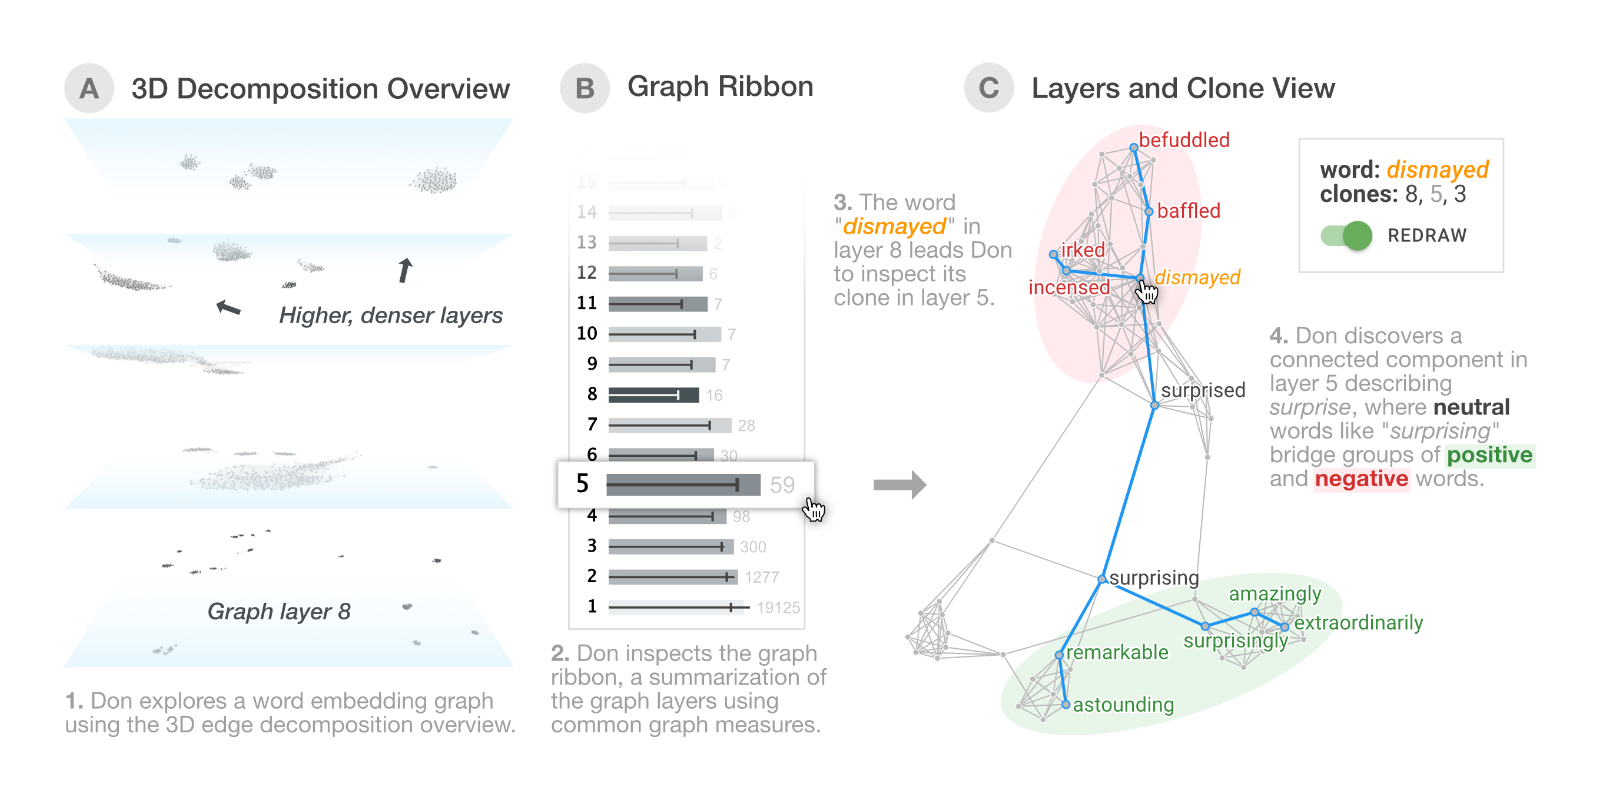 A 3D Decomposition Overview
Higher, denser layers
Graph layer 8
1. Don explores a word embedding graph
using the 3D edge decomposition overview.
B Graph Ribbon
15
14 5
13 2
12 6
11 7
10 7
9 7
8 16
7 28
6 30
5 59
4 98
3 300
2 1277
1 19125
2. Don inspects the graph
ribbon, a summarization of
the graph layers using
common graph measures.
C Layers and Clone View
3. The word
"dismayed" in
layer 8 leads Don
to inspect its
clone in layer 5.
befuddled
baffled
irked
incensed
dismayed
surprised
surprising
amazingly
extraordinarily
surprisingly
remarkable
astounding
word: dismayed
clones: 8, 5, 3
REDRAW
4. Don discovers a
connected component in
layer 5 describing
surprise, where neutral
words like "surprising"
bridge groups of positive
and negative words.